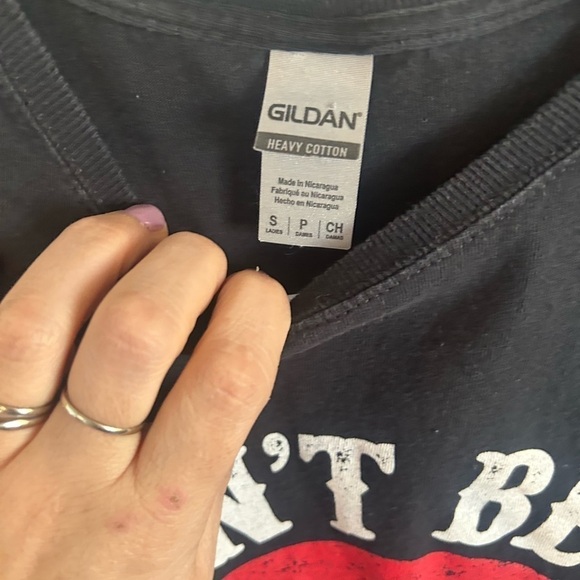 GILDAN®
HEAVY COTTON
Made in Nicaragua
Fabriqué au Nicaragua
Hecho en Nicaragua
S | P | CH
LADIES DAMES DAMAS
N'T BE